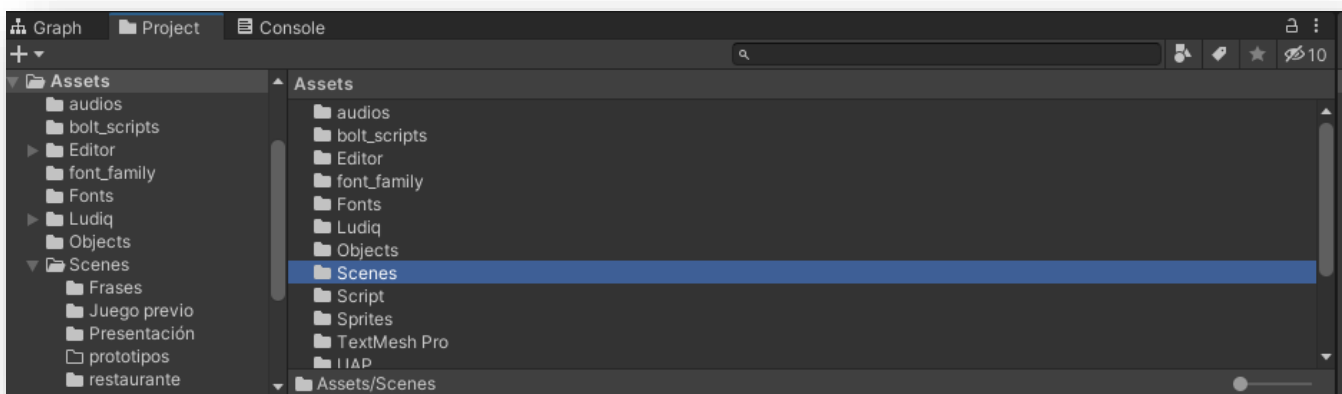 Graph Project Console
10
Assets
audios
bolt_scripts
Editor
font_family
Fonts
Ludiq
Objects
Scenes
Frases
Juego previo
Presentación
prototipos
restaurante
Assets
audios
bolt_scripts
Editor
font_family
Fonts
Ludiq
Objects
Scenes
Script
Sprites
TextMesh Pro
UAP
Assets/Scenes